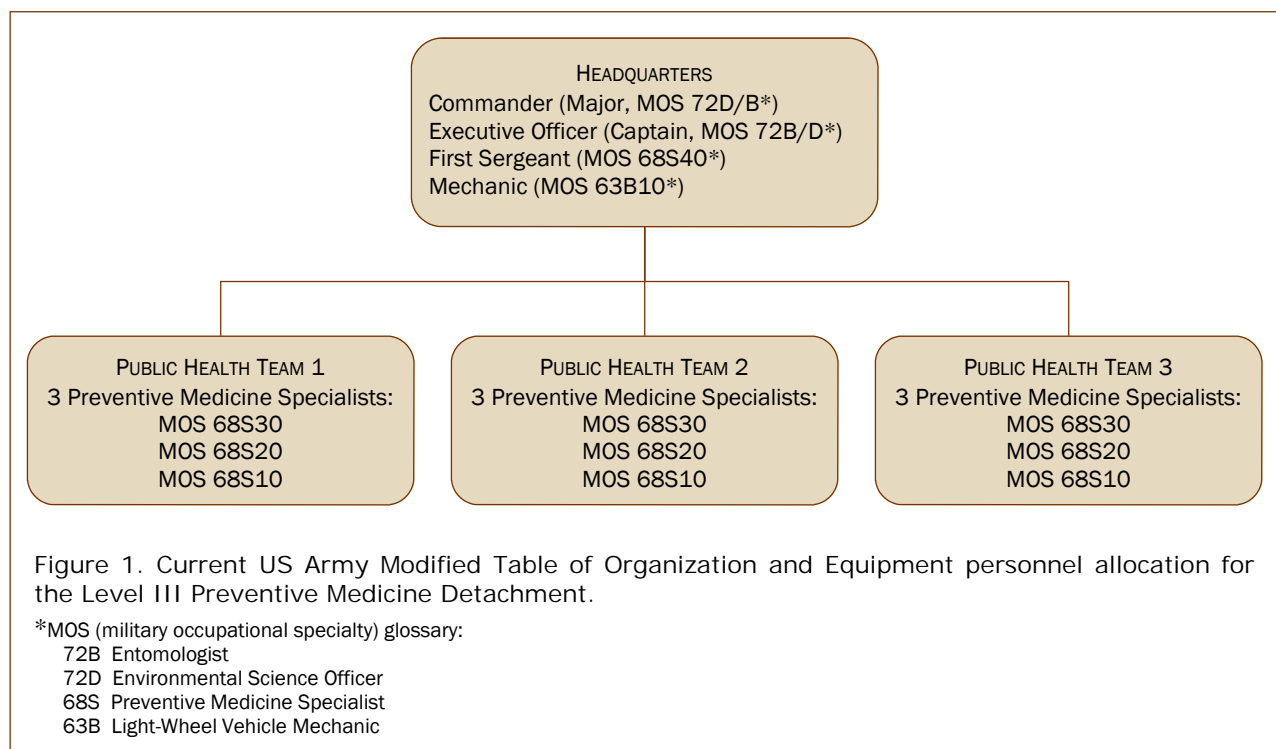 HEADQUARTERS
Commander (Major, MOS 72D/B*)
Executive Officer (Captain, MOS 72B/D*)
First Sergeant (MOS 68S40*)
Mechanic (MOS 63B10*)
PUBLIC HEALTH TEAM 1
3 Preventive Medicine Specialists:
MOS 68S30
MOS 68S20
MOS 68S10
PUBLIC HEALTH TEAM 2
3 Preventive Medicine Specialists:
MOS 68S30
MOS 68S20
MOS 68S10
PUBLIC HEALTH TEAM 3
3 Preventive Medicine Specialists:
MOS 68S30
MOS 68S20
MOS 68S10
Figure 1. Current US Army Modified Table of Organization and Equipment personnel allocation for
the Level III Preventive Medicine Detachment.
*MOS (military occupational specialty) glossary:
72B Entomologist
72D Environmental Science Officer
68S Preventive Medicine Specialist
63B Light-Wheel Vehicle Mechanic